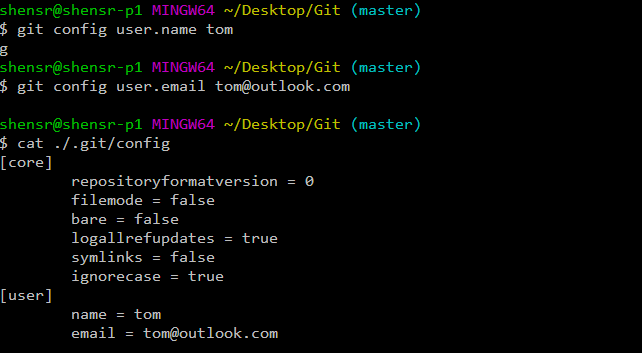 shensr@shensr-p1 MINGW64 ~/Desktop/Git (master)
$ git config user.name tom
g
shensr@shensr-p1 MINGW64 ~/Desktop/Git (master)
$ git config user.email tom@outlook.com

shensr@shensr-p1 MINGW64 ~/Desktop/Git (master)
$ cat ./.git/config
[core]
        repositoryformatversion = 0
        filemode = false
        bare = false
        logallrefupdates = true
        symlinks = false
        ignorecase = true
[user]
        name = tom
        email = tom@outlook.com